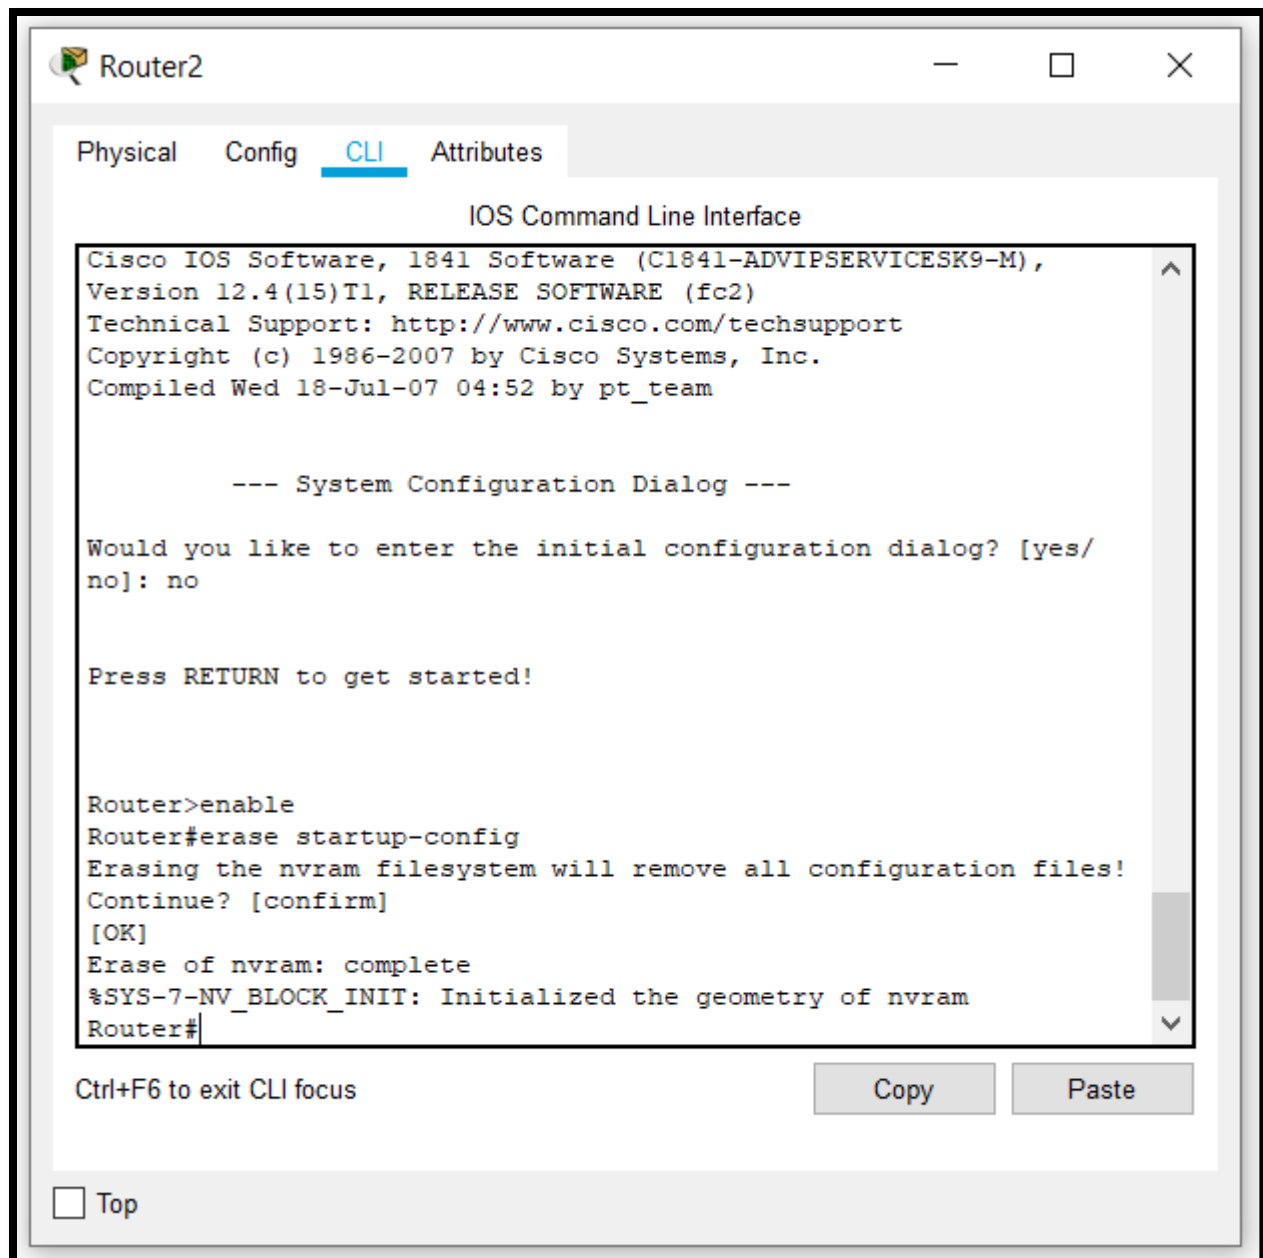 Router2
Physical Config CLI Attributes
IOS Command Line Interface
Cisco IOS Software, 1841 Software (C1841-ADVIPSERVICESK9-M),
Version 12.4(15)T1, RELEASE SOFTWARE (fc2)
Technical Support: http://www.cisco.com/techsupport
Copyright (c) 1986-2007 by Cisco Systems, Inc.
Compiled Wed 18-Jul-07 04:52 by pt_team
--- System Configuration Dialog ---
Would you like to enter the initial configuration dialog? [yes/
no]: no
Press RETURN to get started!
Router>enable
Router#erase startup-config
Erasing the nvram filesystem will remove all configuration files!
Continue? [confirm]
[OK]
Erase of nvram: complete
%SYS-7-NV_BLOCK_INIT: Initialized the geometry of nvram
Router#
Ctrl+F6 to exit CLI focus
Copy Paste
Top